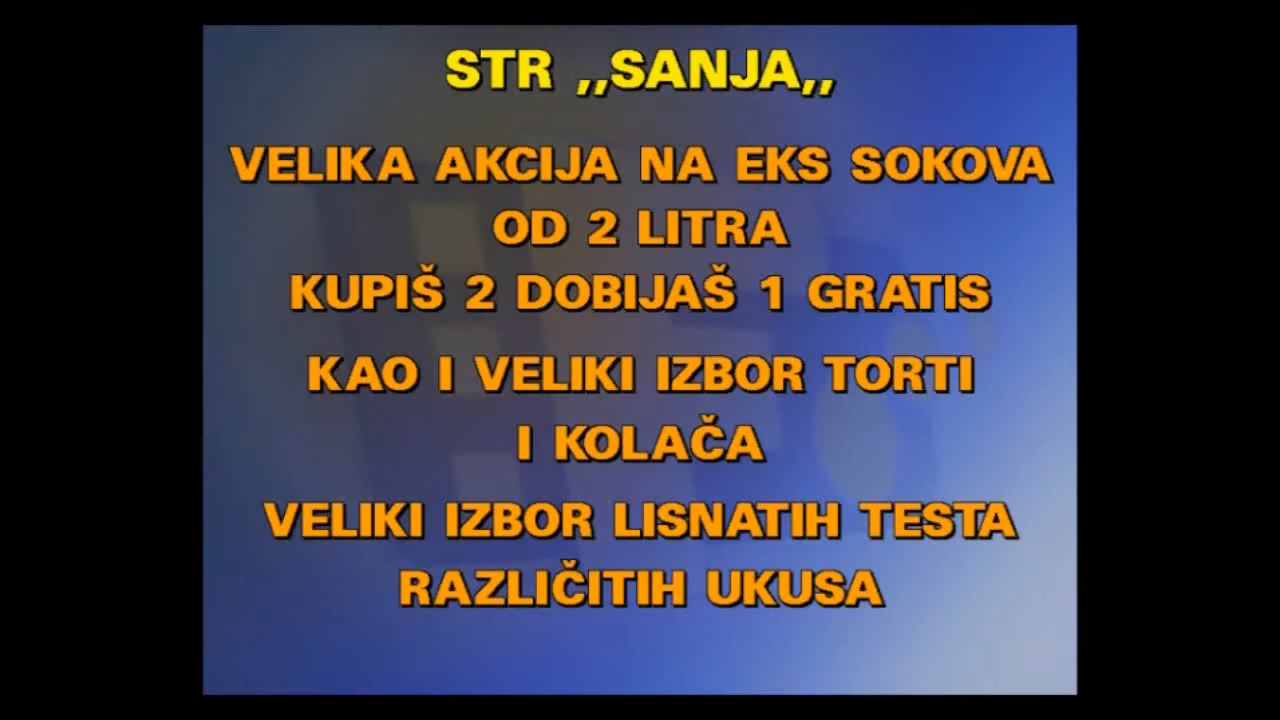 STR ,,SANJA,,
VELIKA AKCIJA NA EKS SOKOVA
OD 2 LITRA
KUPIŠ 2 DOBIJAŠ 1 GRATIS
KAO I VELIKI IZBOR TORTI
I KOLAČA
VELIKI IZBOR LISNATIH TESTA
RAZLIČITIH UKUSA